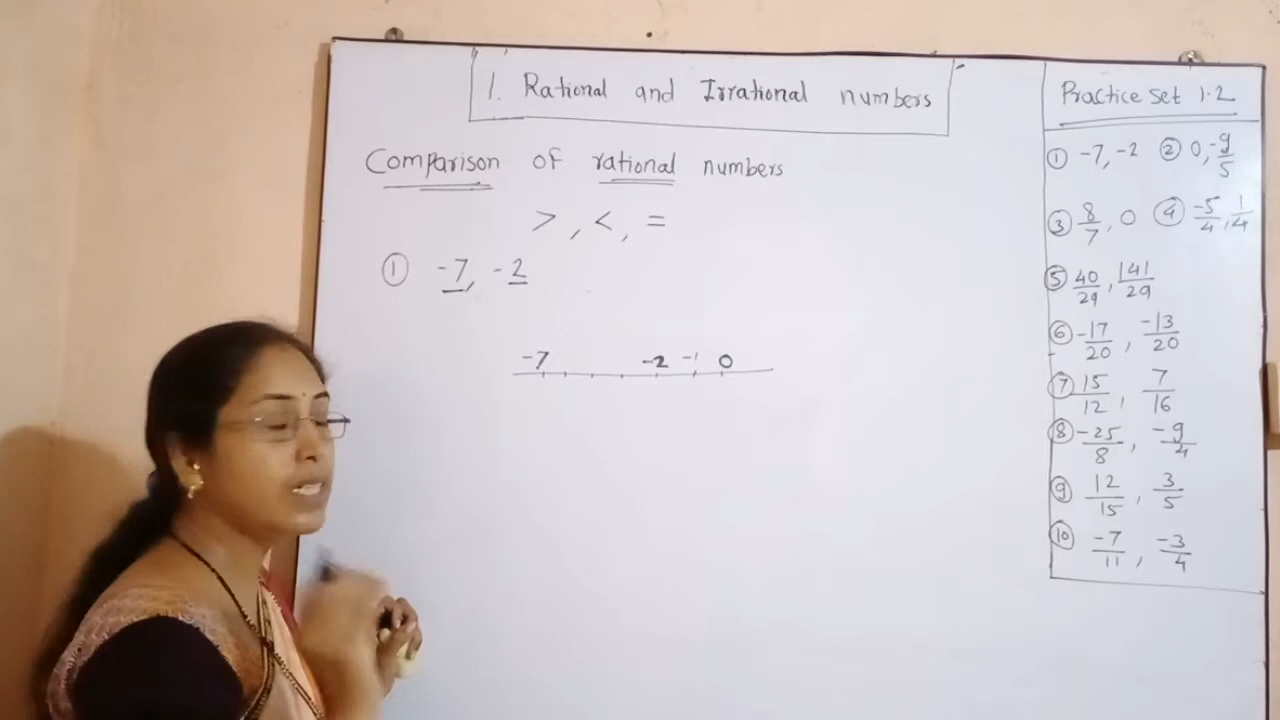 1. Rational and Irrational numbers
Comparison of rational numbers
>, <, =
① -7, -2
-7 -2 -1 0
Practice Set 1.2
① -7, -2 ② 0, -9/5
③ 8/7, 0 ④ -5/4, 1/4
⑤ 40/29, 141/29
⑥ -17/20, -13/20
⑦ 15/12, 7/16
⑧ -25/8, -9/4
⑨ 12/15, 3/5
⑩ -7/11, -3/4